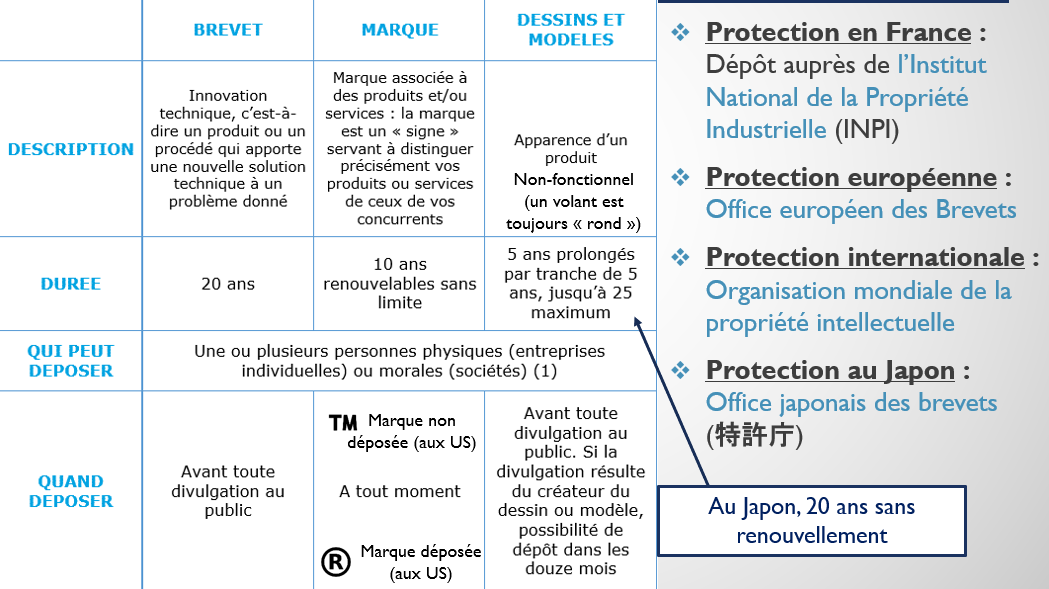 BREVET
MARQUE
DESSINS ET
MODELES
DESCRIPTION
Innovation
technique, c'est-à-
dire un produit ou un
procédé qui apporte
une nouvelle solution
technique à un
problème donné
Marque associée à
des produits et/ou
services : la marque
est un « signe »
servant à distinguer
précisément vos
produits ou services
de ceux de vos
concurrents
Apparence d'un
produit
Non-fonctionnel
(un volant est
toujours « rond »)
DUREE
20 ans
10 ans
renouvelables sans
limite
5 ans prolongés
par tranche de 5
ans, jusqu'à 25
maximum
QUI PEUT
DEPOSER
Une ou plusieurs personnes physiques (entreprises
individuelles) ou morales (sociétés) (1)
QUAND
DEPOSER
Avant toute
divulgation au
public
TM Marque non
déposée (aux US)
A tout moment
® Marque déposée
(aux US)
Avant toute
divulgation au
public. Si la
divulgation résulte
du créateur du
dessin ou modèle,
possibilité de
dépôt dans les
douze mois
❖ Protection en France :
Dépôt auprès de l'Institut
National de la Propriété
Industrielle (INPI)
❖ Protection européenne :
Office européen des Brevets
❖ Protection internationale :
Organisation mondiale de la
propriété intellectuelle
❖ Protection au Japon :
Office japonais des brevets
(特許庁)
Au Japon, 20 ans sans
renouvellement